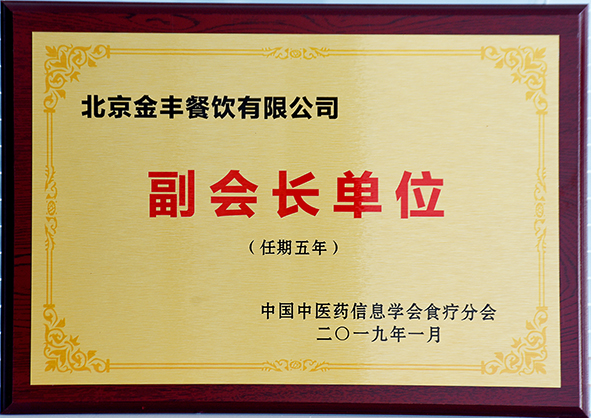 北京金丰餐饮有限公司
副会长单位
（任期五年）
中国中医药信息学会食疗分会
二〇一九年一月